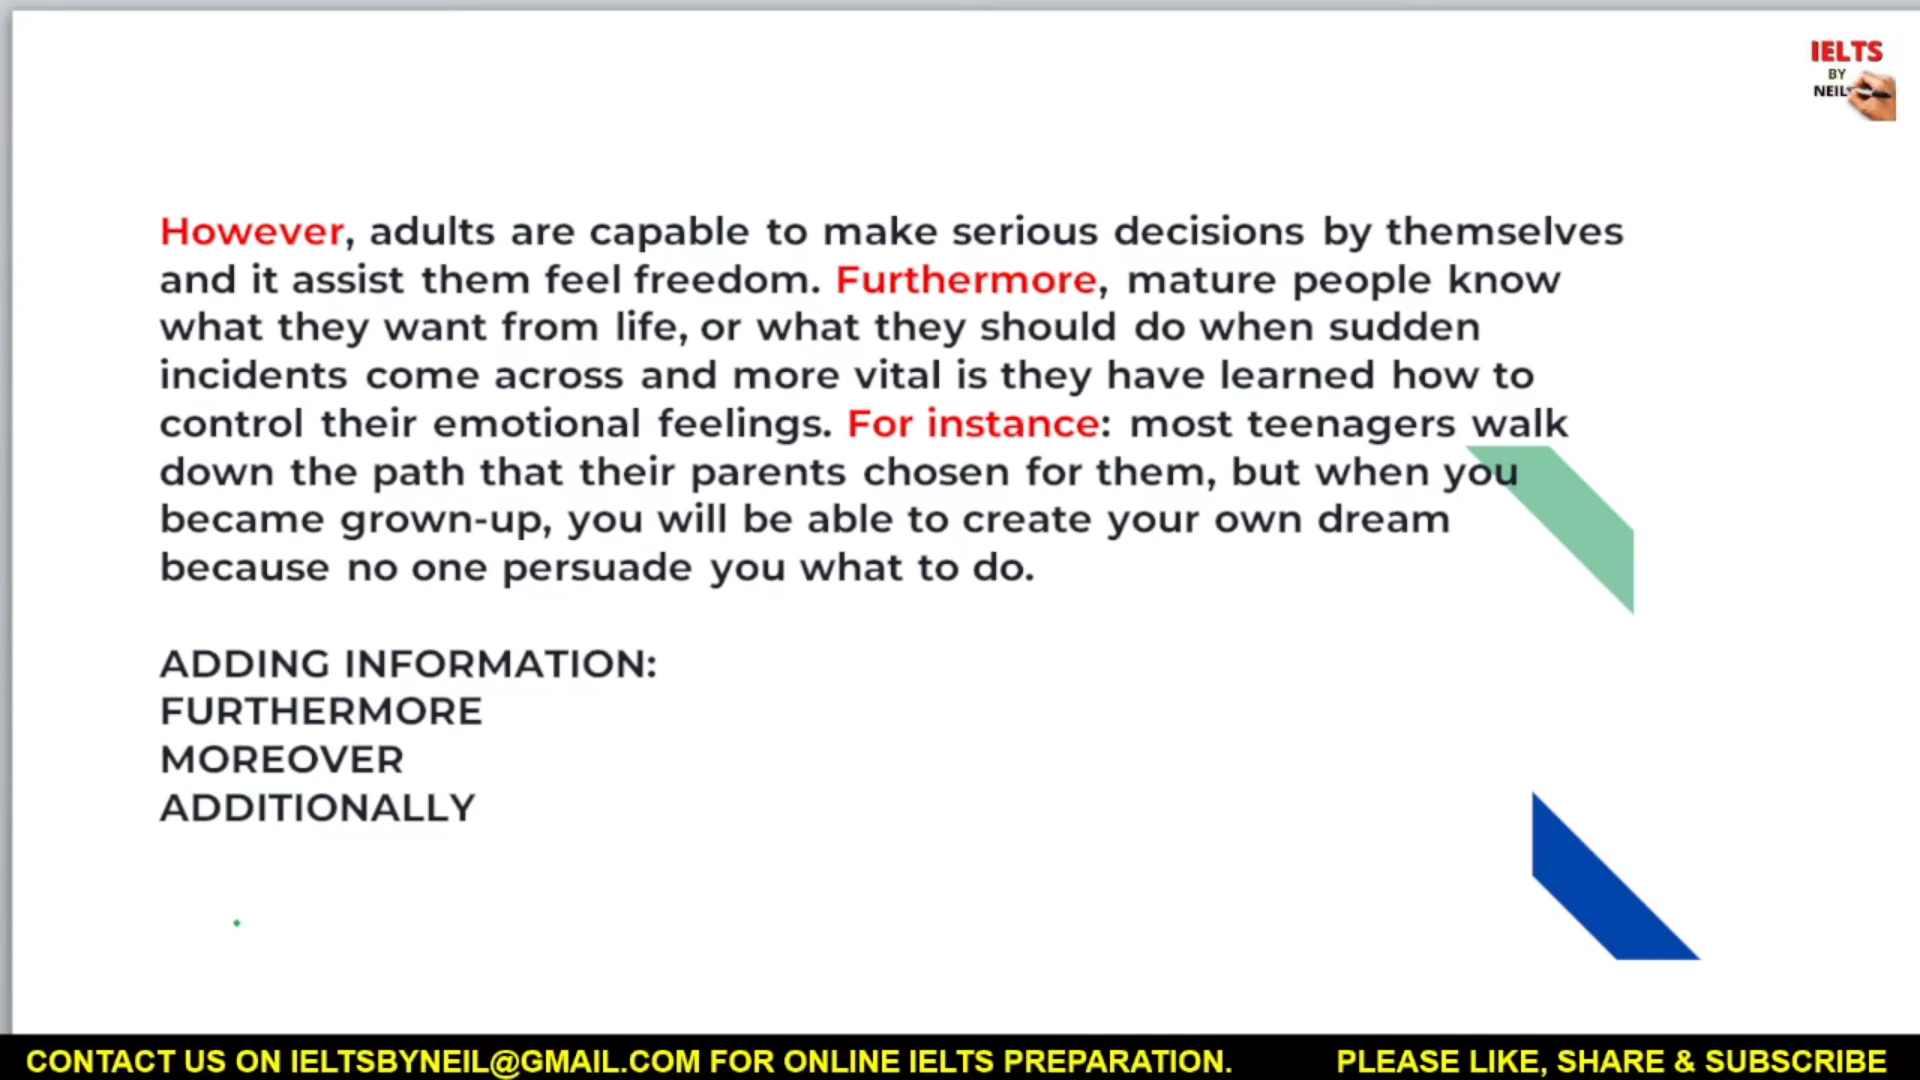 IELTS
BY
NEIL
However, adults are capable to make serious decisions by themselves
and it assist them feel freedom. Furthermore, mature people know
what they want from life, or what they should do when sudden
incidents come across and more vital is they have learned how to
control their emotional feelings. For instance: most teenagers walk
down the path that their parents chosen for them, but when you
became grown-up, you will be able to create your own dream
because no one persuade you what to do.
ADDING INFORMATION:
FURTHERMORE
MOREOVER
ADDITIONALLY
CONTACT US ON IELTSBYNEIL@GMAIL.COM FOR ONLINE IELTS PREPARATION. PLEASE LIKE, SHARE & SUBSCRIBE